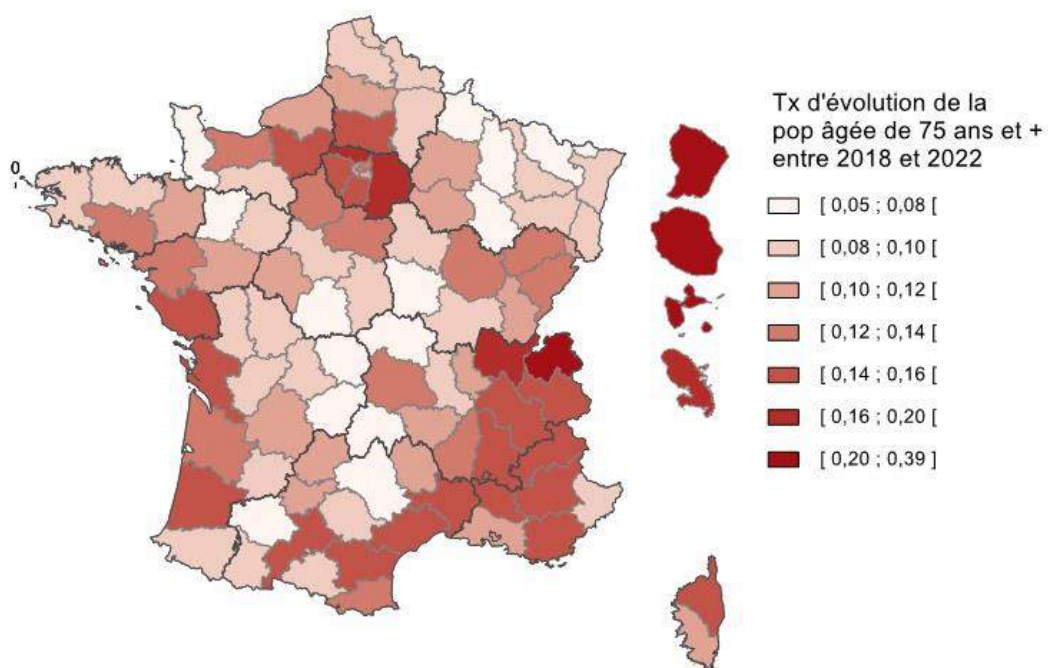 Tx d'évolution de la
pop âgée de 75 ans et +
entre 2018 et 2022
[ 0,05 ; 0,08 [
[ 0,08 ; 0,10 [
[ 0,10 ; 0,12 [
[ 0,12 ; 0,14 [
[ 0,14 ; 0,16 [
[ 0,16 ; 0,20 [
[ 0,20 ; 0,39 ]
0